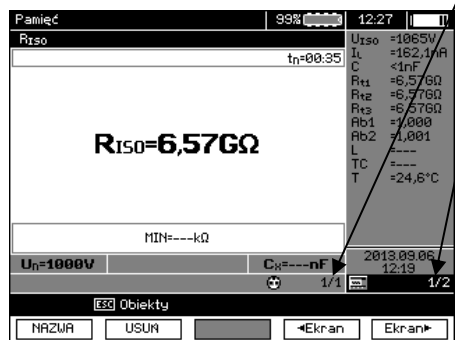 Pamięć 99% 12:27
RISO
tn=00:35
RISO=6,57GΩ
MIN=---kΩ
Un=1000V Cx=---nF
UISO =1065V
IL =162,1nA
C <1nF
Rt1 =6,57GΩ
Rt2 =6,57GΩ
Rt3 =6,57GΩ
Ab1 =1,000
Ab2 =1,001
L =---
TC =---
T =24,6°C
2013.09.06
12:19
1/1 1/2
ESC Obiekty
NAZWA USUŃ ◄Ekran Ekran►